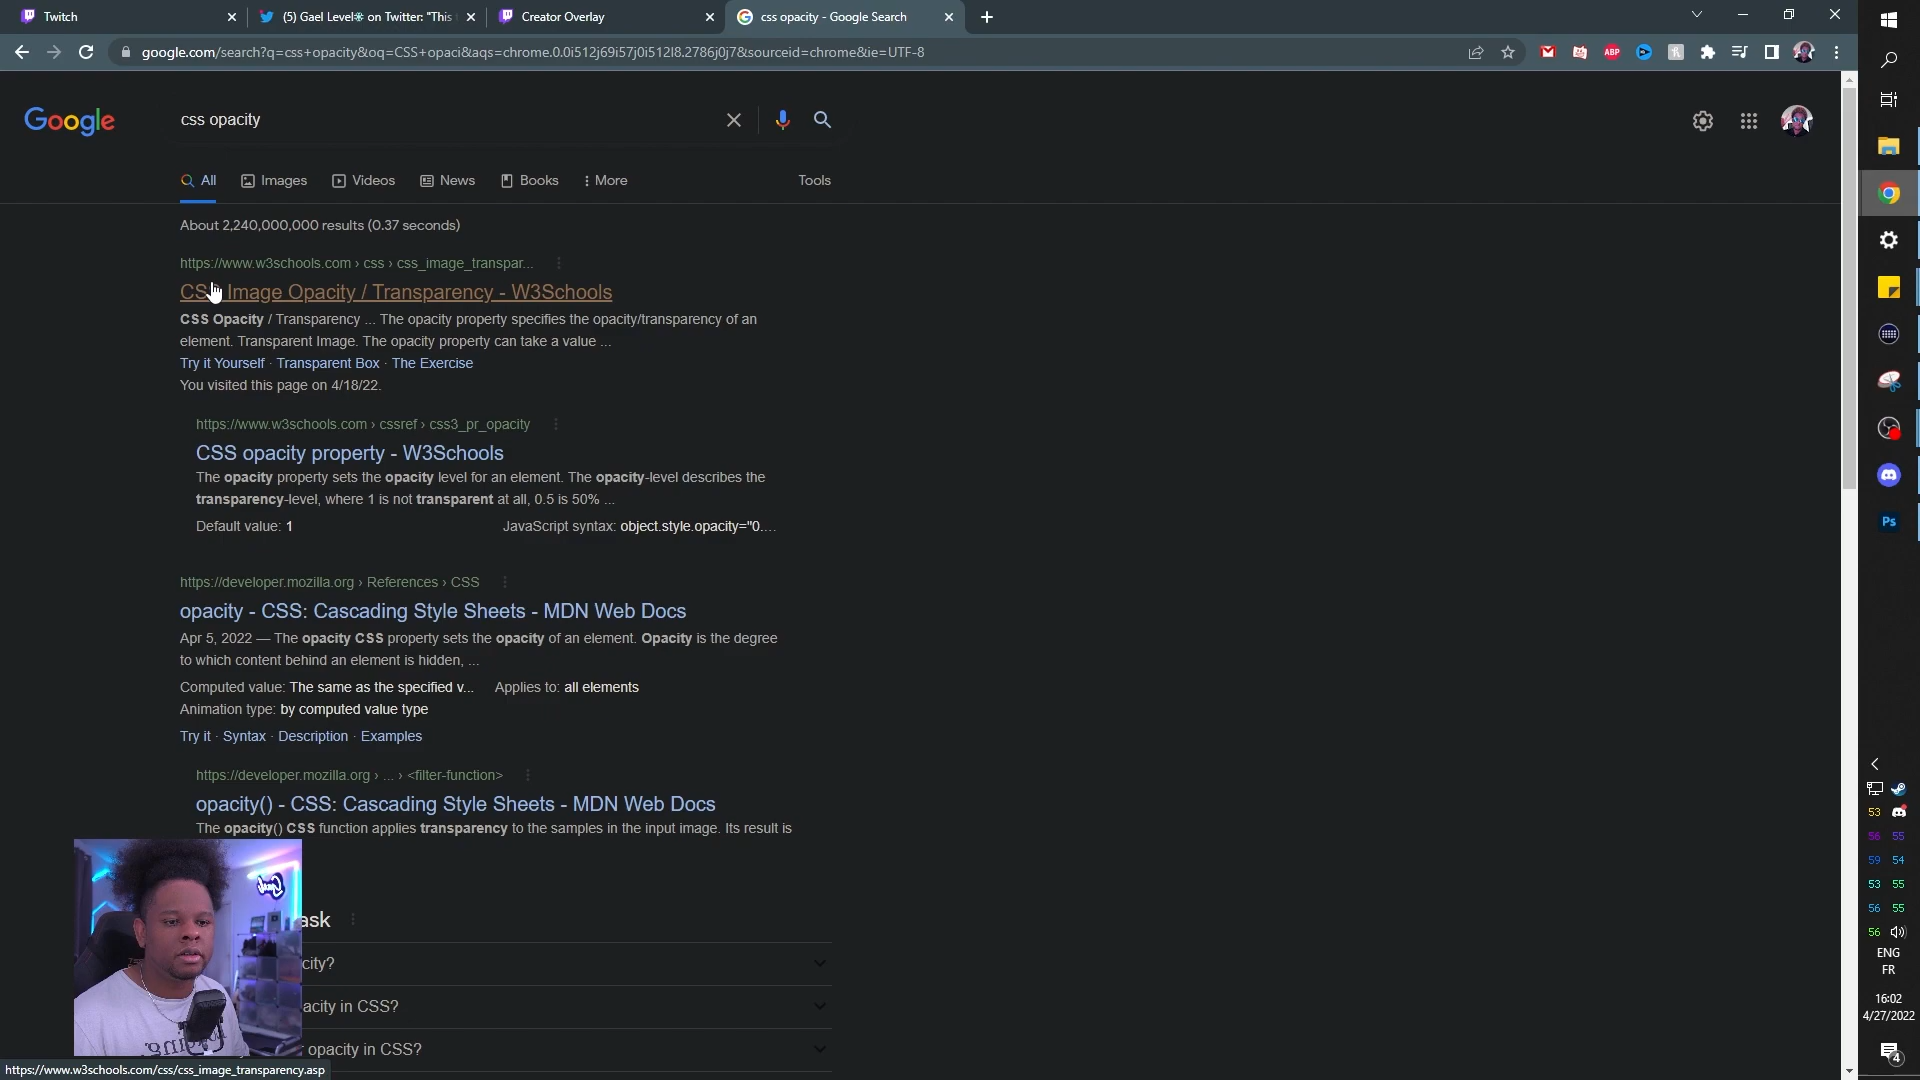 Twitch
(5) Gael Level on Twitter: "This
Creator Overlay
css opacity - Google Search
google.com/search?q=css+opacity&oq=CSS+opaci&aqs=chrome.0.0i512j69i57j0i512l8.2786j0j7&sourceid=chrome&ie=UTF-8
ABP
Google
css opacity
All
Images
Videos
News
Books
More
Tools
About 2,240,000,000 results (0.37 seconds)
https://www.w3schools.com › css › css_image_transpar...
CSS Image Opacity / Transparency - W3Schools
CSS Opacity / Transparency ... The opacity property specifies the opacity/transparency of an
element. Transparent Image. The opacity property can take a value ...
Try it Yourself · Transparent Box · The Exercise
You visited this page on 4/18/22.
https://www.w3schools.com › cssref › css3_pr_opacity
CSS opacity property - W3Schools
The opacity property sets the opacity level for an element. The opacity-level describes the
transparency-level, where 1 is not transparent at all, 0.5 is 50% ...
Default value: 1
JavaScript syntax: object.style.opacity="0....
https://developer.mozilla.org › References › CSS
opacity - CSS: Cascading Style Sheets - MDN Web Docs
Apr 5, 2022 — The opacity CSS property sets the opacity of an element. Opacity is the degree
to which content behind an element is hidden, ...
Computed value: The same as the specified v...
Applies to: all elements
Animation type: by computed value type
Try it · Syntax · Description · Examples
https://developer.mozilla.org › ... › <filter-function>
opacity() - CSS: Cascading Style Sheets - MDN Web Docs
The opacity() CSS function applies transparency to the samples in the input image. Its result is
ask
city?
acity in CSS?
r opacity in CSS?
https://www.w3schools.com/css/css_image_transparency.asp
Ps
53
56 55
59 54
53 55
56 55
56
ENG
FR
16:02
4/27/2022
4